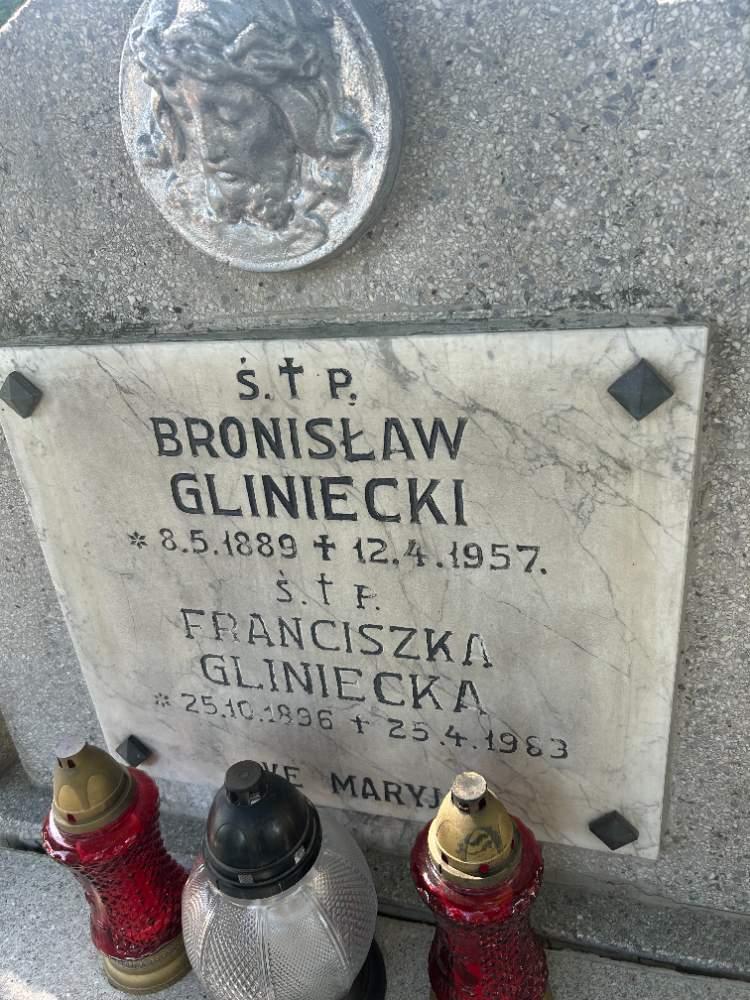 Ś.†P.
BRONISŁAW
GLINIECKI
* 8.5.1889 † 12.4.1957.
Ś.†P.
FRANCISZKA
GLINIECKA
* 25.10.1896 † 25.4.1983
MARYJ